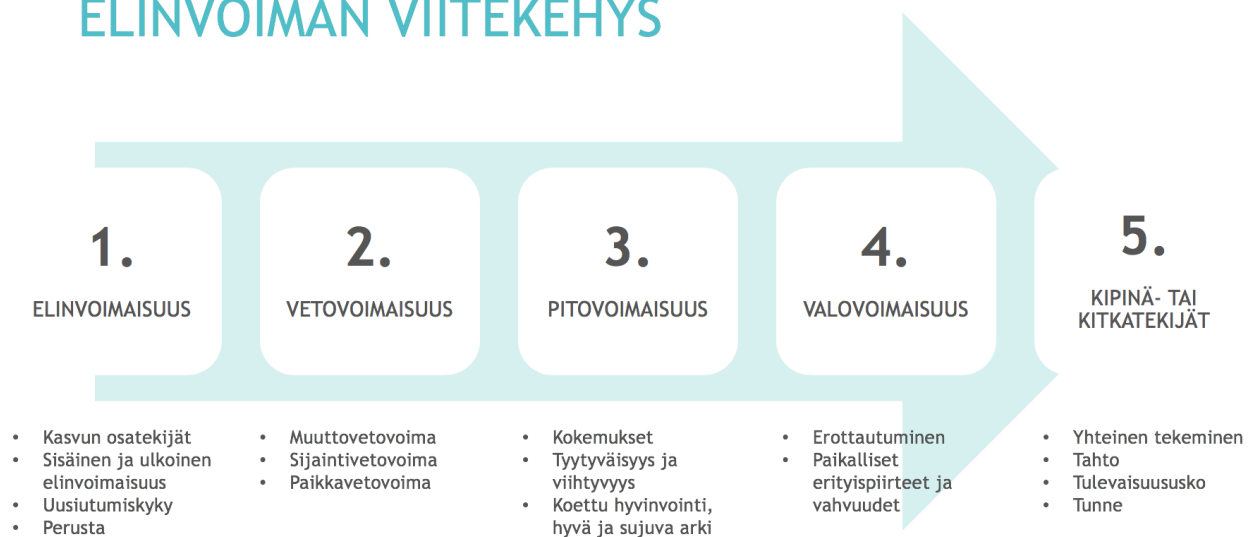 ELINVOIMAN VIITEKEHYS
1.
ELINVOIMAISUUS
2.
VETOVOIMAISUUS
3.
PITOVOIMAISUUS
4.
VALOVOIMAISUUS
5.
KIPINÄ- TAI
KITKATEKIJÄT
• Kasvun osatekijät
• Sisäinen ja ulkoinen
elinvoimaisuus
• Uusiutumiskyky
• Perusta
• Muuttovetovoima
• Sijaintivetovoima
• Paikkavetovoima
• Kokemukset
• Tyytyväisyys ja
viihtyvyys
• Koettu hyvinvointi,
hyvä ja sujuva arki
• Erottautuminen
• Paikalliset
erityispiirteet ja
vahvuudet
• Yhteinen tekeminen
• Tahto
• Tulevaisuususko
• Tunne